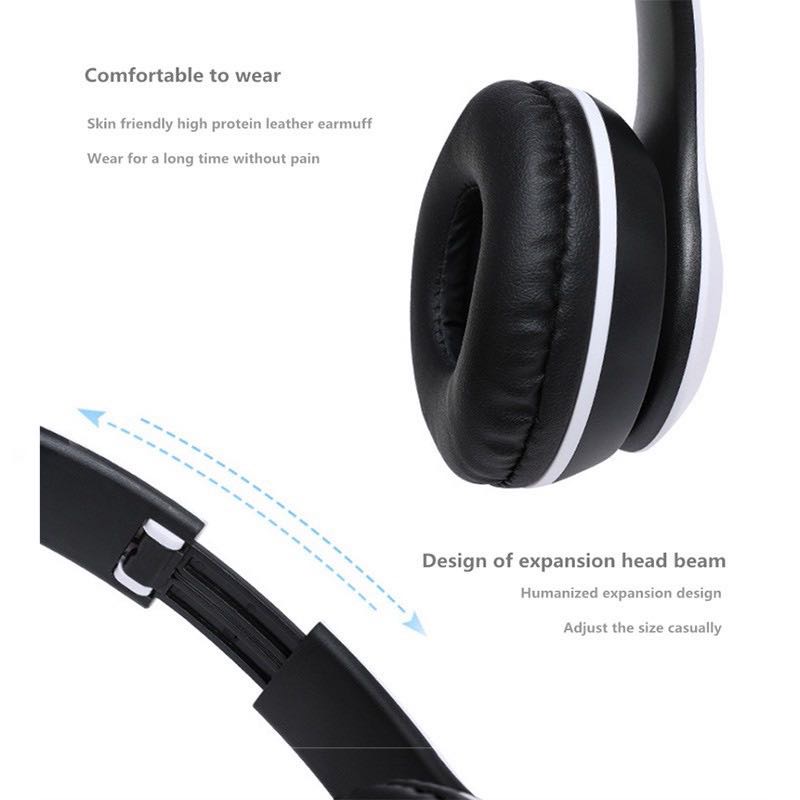 Comfortable to wear
Skin friendly high protein leather earmuff
Wear for a long time without pain
Design of expansion head beam
Humanized expansion design
Adjust the size casually